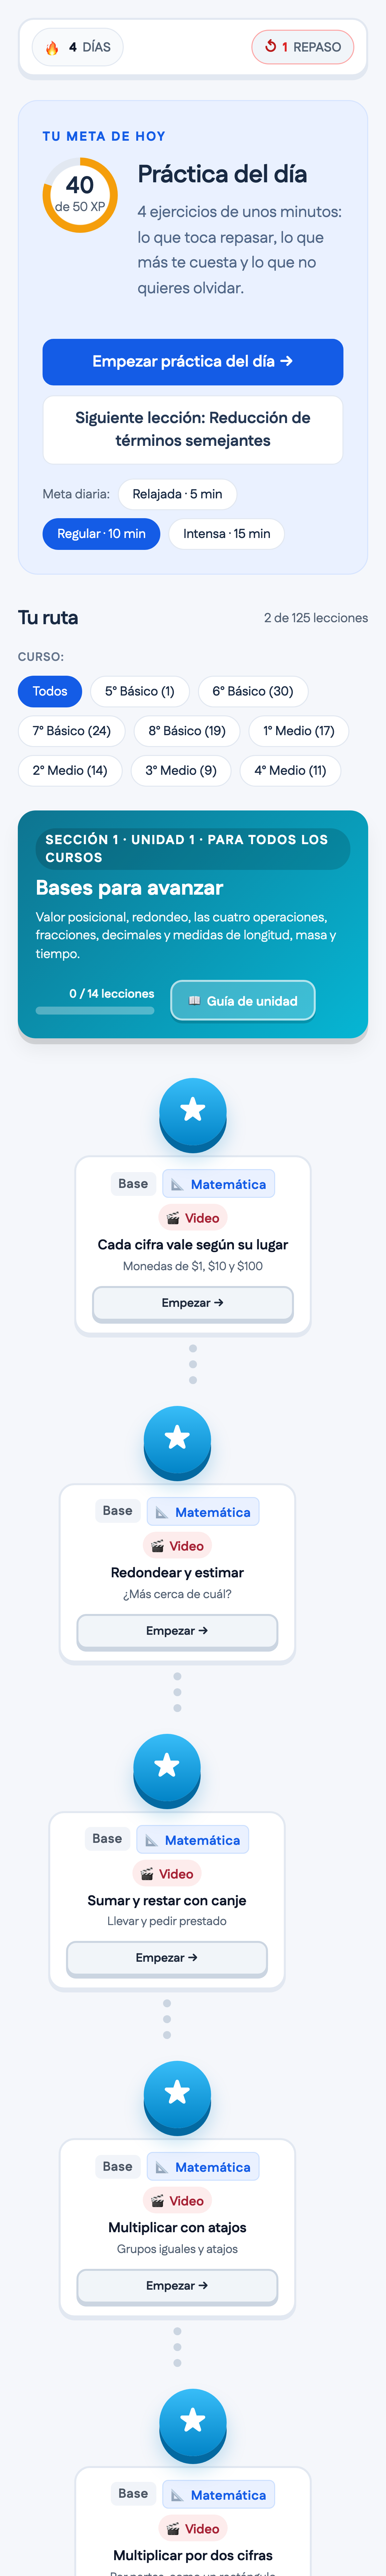 4 DÍAS
1 REPASO
TU META DE HOY
40
de 50 XP
Práctica del día
4 ejercicios de unos minutos:
lo que toca repasar, lo que
más te cuesta y lo que no
quieres olvidar.
Empezar práctica del día →
Siguiente lección: Reducción de
términos semejantes
Meta diaria:
Relajada · 5 min
Regular · 10 min
Intensa · 15 min
Tu ruta
2 de 125 lecciones
CURSO:
Todos
5° Básico (1)
6° Básico (30)
7° Básico (24)
8° Básico (19)
1° Medio (17)
2° Medio (14)
3° Medio (9)
4° Medio (11)
SECCIÓN 1 · UNIDAD 1 · PARA TODOS LOS
CURSOS
Bases para avanzar
Valor posicional, redondeo, las cuatro operaciones,
fracciones, decimales y medidas de longitud, masa y
tiempo.
0 / 14 lecciones
Guía de unidad
Base
Matemática
Video
Cada cifra vale según su lugar
Monedas de $1, $10 y $100
Empezar →
Base
Matemática
Video
Redondear y estimar
¿Más cerca de cuál?
Empezar →
Base
Matemática
Video
Sumar y restar con canje
Llevar y pedir prestado
Empezar →
Base
Matemática
Video
Multiplicar con atajos
Grupos iguales y atajos
Empezar →
Base
Matemática
Video
Multiplicar por dos cifras